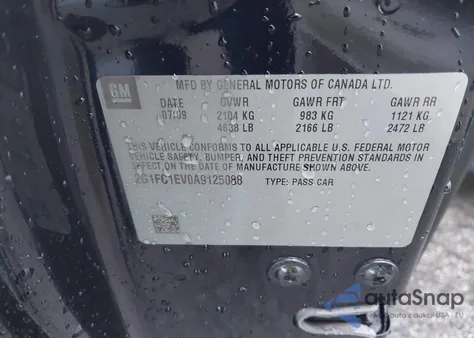 GM
MFD BY GENERAL MOTORS OF CANADA LTD.
DATE GVWR GAWR FRT GAWR RR
07/09 2104 KG 983 KG 1121 KG
4638 LB 2166 LB 2472 LB
THIS VEHICLE CONFORMS TO ALL APPLICABLE U.S. FEDERAL MOTOR
VEHICLE SAFETY, BUMPER, AND THEFT PREVENTION STANDARDS IN
EFFECT ON THE DATE OF MANUFACTURE SHOWN ABOVE.
2G1FC1EV0A9125088 TYPE: PASS CAR
autoSnap